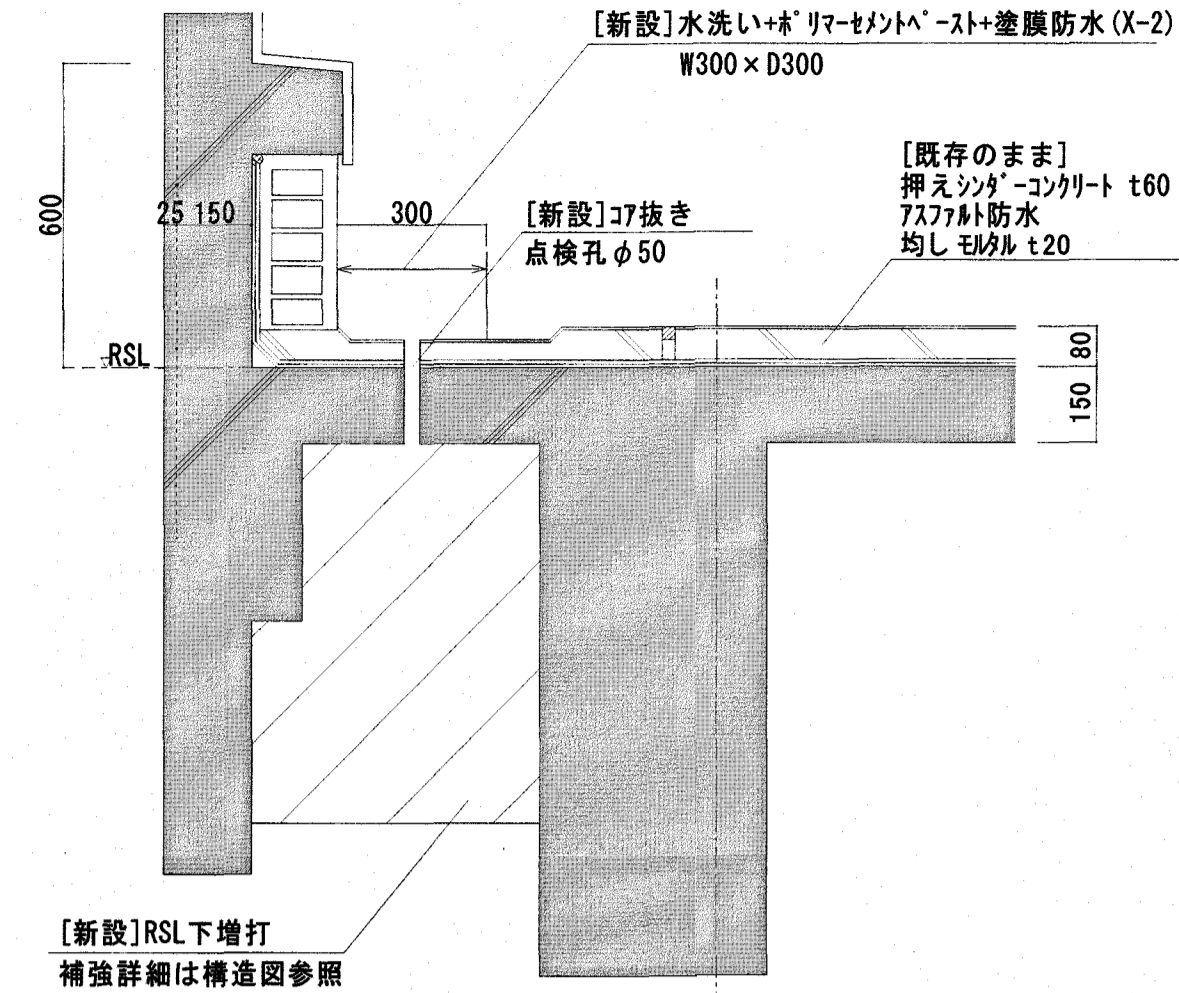 [新設]水洗い+ポリマーセメントペースト+塗膜防水(X-2)
W300×D300
[既存のまま]
押えシンダーコンクリート t60
アスファルト防水
均しモルタル t20
600
25 150
300
[新設]コア抜き
点検孔φ50
RSL
80
150
[新設]RSL下増打
補強詳細は構造図参照